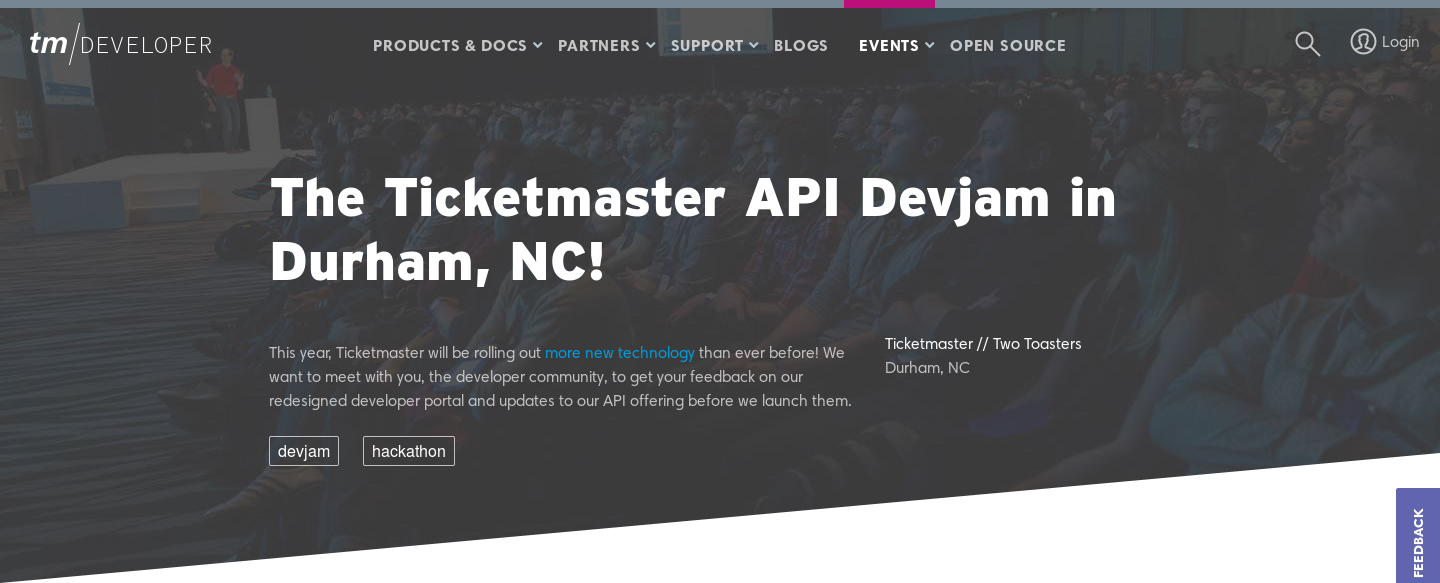 tm/DEVELOPER
PRODUCTS & DOCS PARTNERS SUPPORT BLOGS EVENTS OPEN SOURCE
Login
The Ticketmaster API Devjam in
Durham, NC!
This year, Ticketmaster will be rolling out more new technology than ever before! We
want to meet with you, the developer community, to get your feedback on our
redesigned developer portal and updates to our API offering before we launch them.
Ticketmaster // Two Toasters
Durham, NC
devjam
hackathon
FEEDBACK